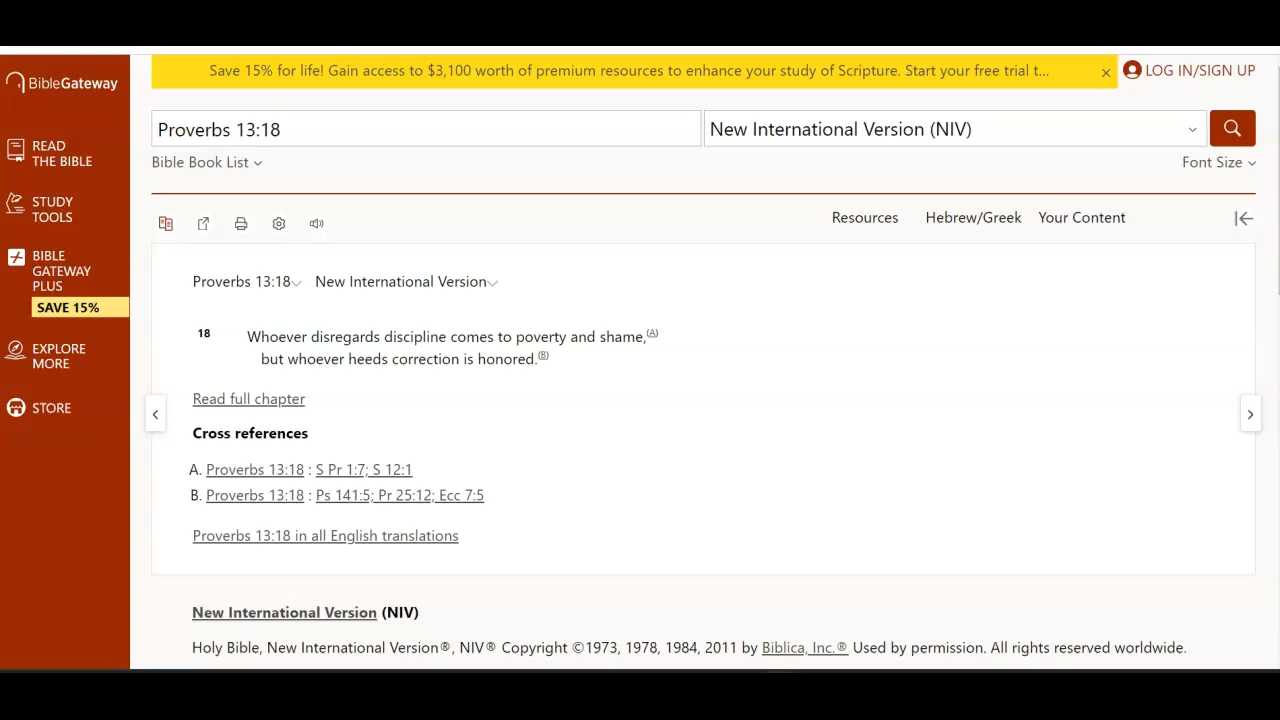 BibleGateway
Save 15% for life! Gain access to $3,100 worth of premium resources to enhance your study of Scripture. Start your free trial t...
×
LOG IN/SIGN UP
Proverbs 13:18
New International Version (NIV)
Bible Book List
Font Size
READ
THE BIBLE
STUDY
TOOLS
BIBLE
GATEWAY
PLUS
SAVE 15%
EXPLORE
MORE
STORE
Resources
Hebrew/Greek
Your Content
Proverbs 13:18
New International Version
18 Whoever disregards discipline comes to poverty and shame,(A)
but whoever heeds correction is honored.(B)
Read full chapter
Cross references
A. Proverbs 13:18 : S Pr 1:7; S 12:1
B. Proverbs 13:18 : Ps 141:5; Pr 25:12; Ecc 7:5
Proverbs 13:18 in all English translations
New International Version (NIV)
Holy Bible, New International Version®, NIV® Copyright ©1973, 1978, 1984, 2011 by Biblica, Inc.® Used by permission. All rights reserved worldwide.